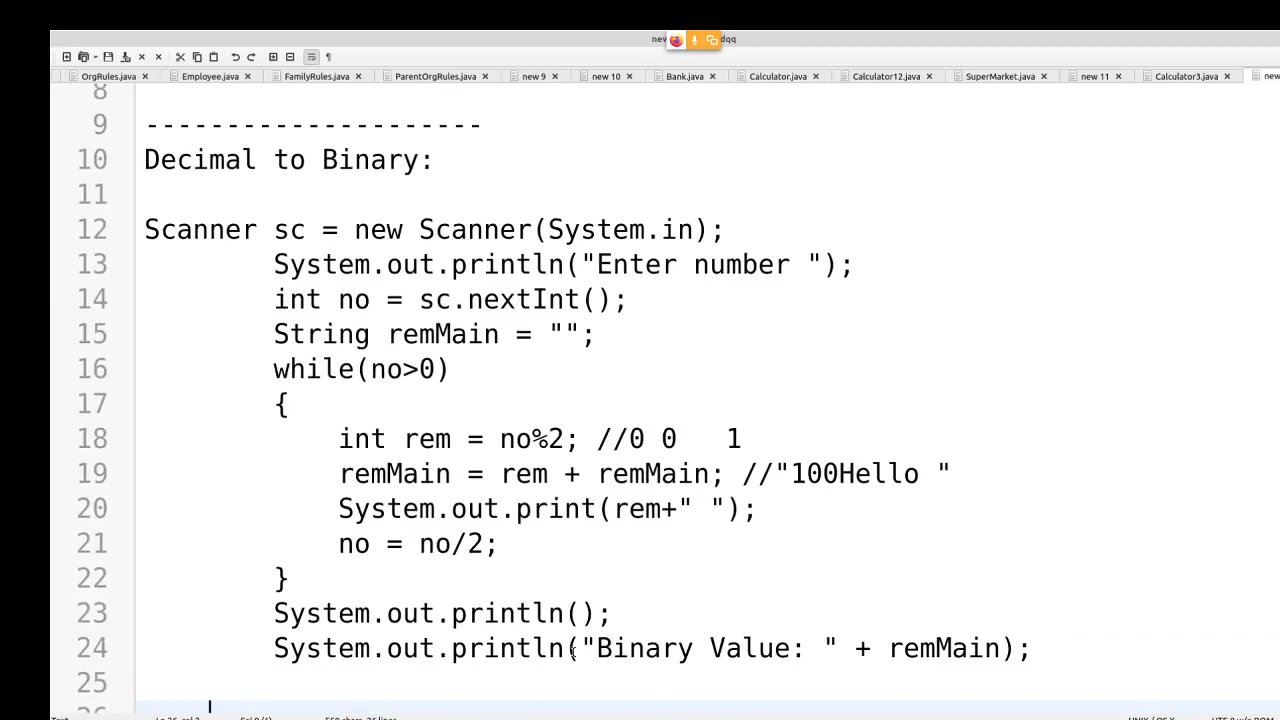 new dqq
OrgRules.java Employee.java FamilyRules.java ParentOrgRules.java new 9 new 10 Bank.java Calculator.java Calculator12.java SuperMarket.java new 11 Calculator3.java new
8
9 ---------------------
10 Decimal to Binary:
11
12 Scanner sc = new Scanner(System.in);
13 System.out.println("Enter number ");
14 int no = sc.nextInt();
15 String remMain = "";
16 while(no>0)
17 {
18 int rem = no%2; //0 0   1
19 remMain = rem + remMain; //"100Hello "
20 System.out.print(rem+" ");
21 no = no/2;
22 }
23 System.out.println();
24 System.out.println("Binary Value: " + remMain);
25
26